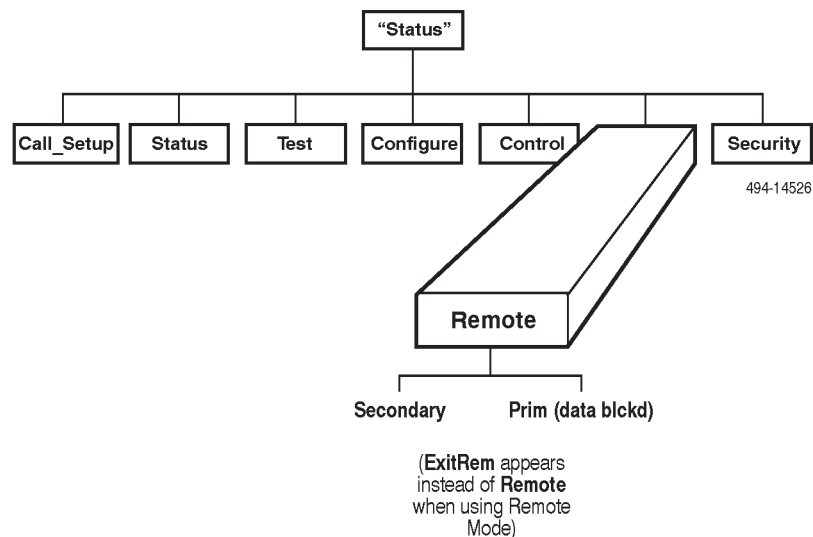 “Status”
Call_Setup
Status
Test
Configure
Control
Security
494-14526
Remote
Secondary
Prim (data blckd)
(ExitRem appears
instead of Remote
when using Remote
Mode)